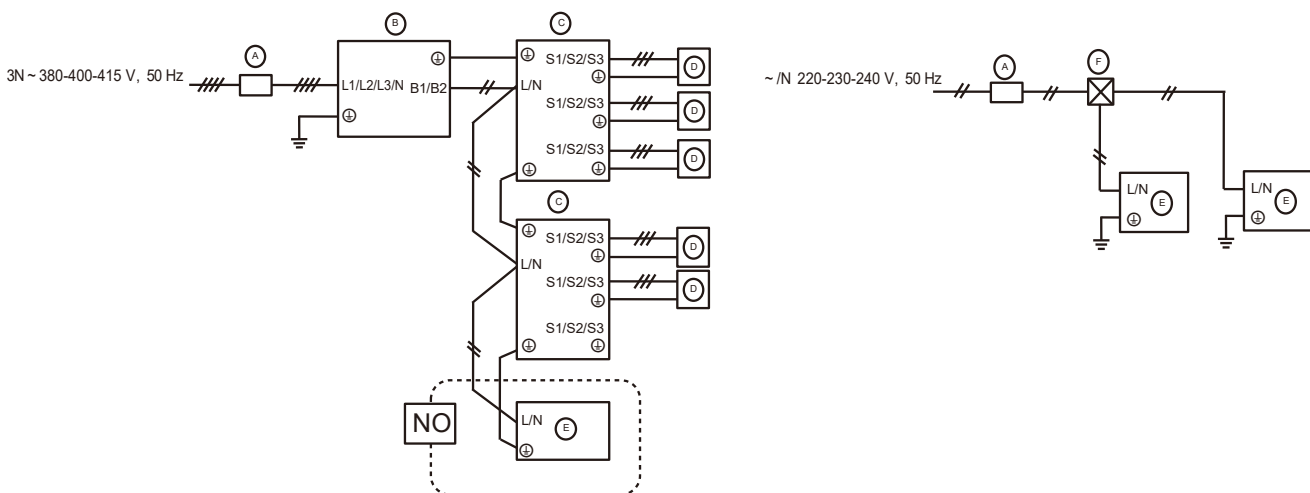 B
C
A
A
F
3N ~ 380-400-415 V, 50 Hz
L1/L2/L3/N B1/B2
L/N
S1/S2/S3
D
S1/S2/S3
D
S1/S2/S3
D
~ /N 220-230-240 V, 50 Hz
L/N
E
L/N
E
C
S1/S2/S3
D
L/N
S1/S2/S3
D
S1/S2/S3
NO
L/N
E